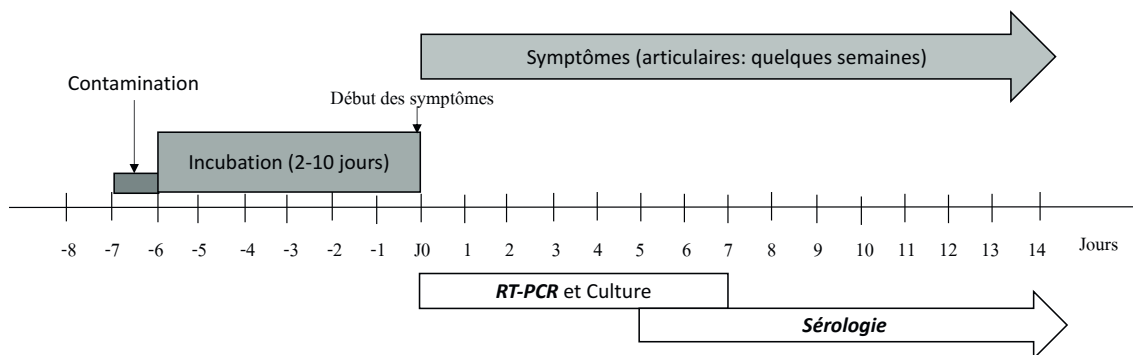 Symptômes (articulaires: quelques semaines)
Contamination
Début des symptômes
Incubation (2-10 jours)
-8 -7 -6 -5 -4 -3 -2 -1 J0 1 2 3 4 5 6 7 8 9 10 11 12 13 14 Jours
RT-PCR et Culture
Sérologie